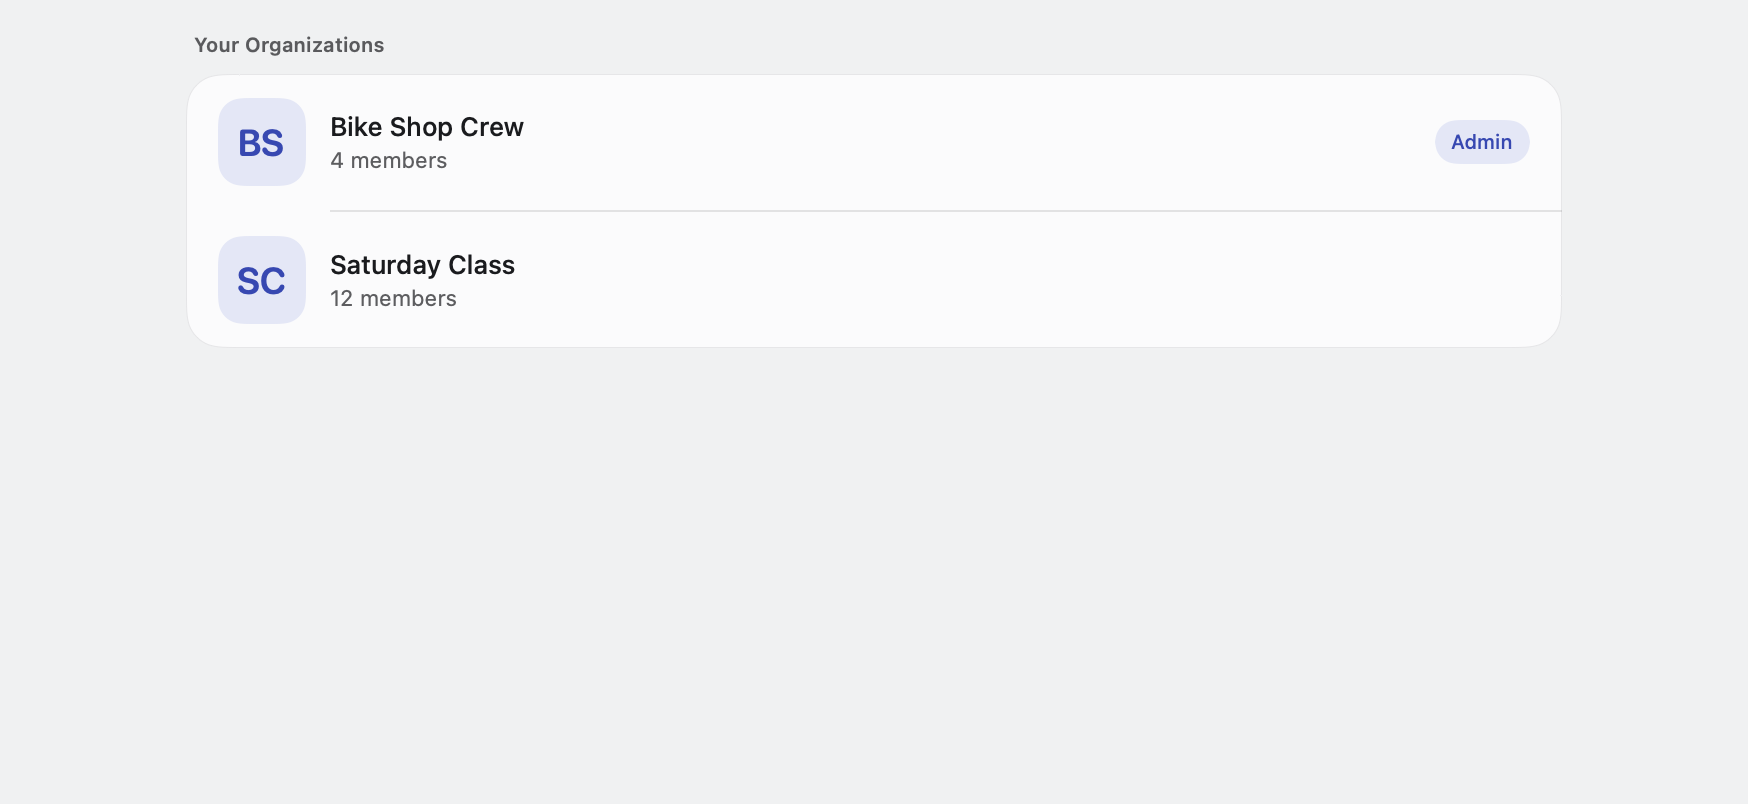 Your Organizations
BS
Bike Shop Crew
4 members
Admin
SC
Saturday Class
12 members